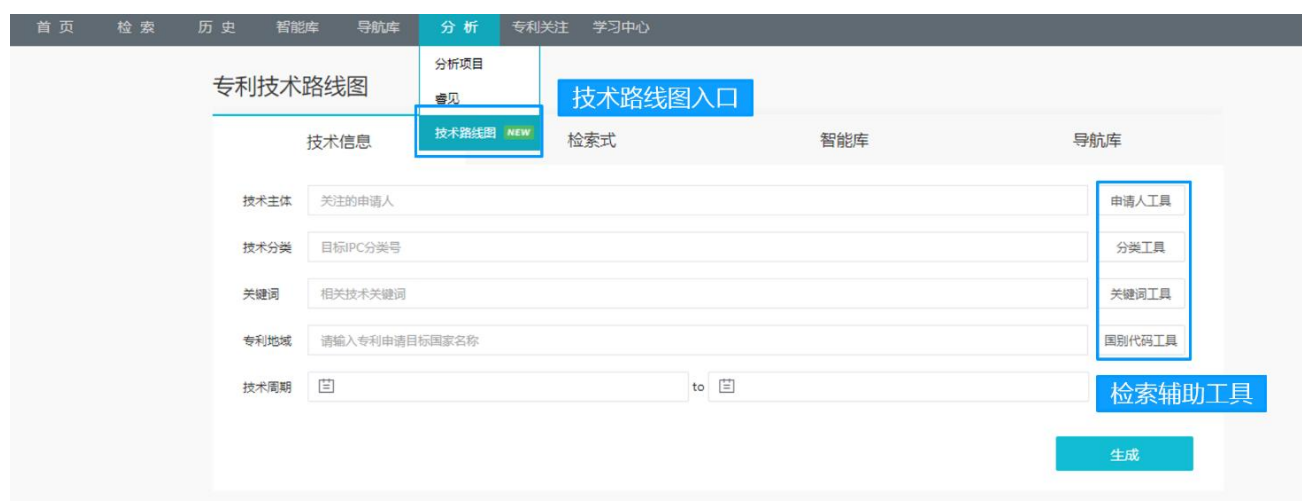 首 页 检 索 历 史 智能库 导航库 分 析 专利关注 学习中心
分析项目
专利技术路线图
睿见
技术路线图入口
技术信息
技术路线图 NEW
检索式
智能库
导航库
技术主体 关注的申请人 申请人工具
技术分类 目标IPC分类号 分类工具
关键词 相关技术关键词 关键词工具
专利地域 请输入专利申请目标国家名称 国别代码工具
技术周期 to
检索辅助工具
生成